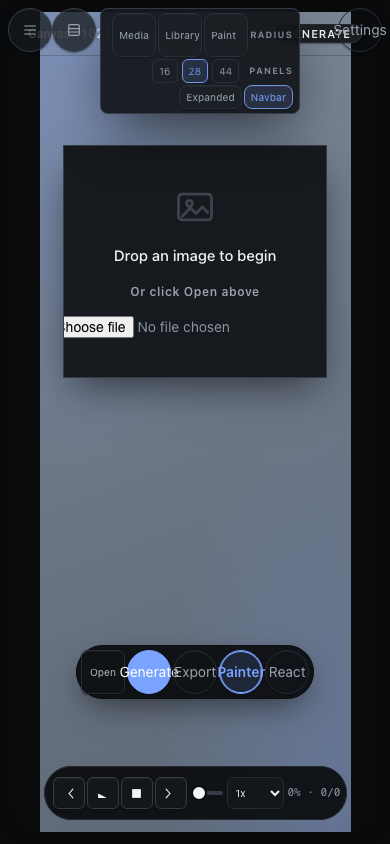 Media Library Paint RADIUS
Settings
16 28 44 PANELS
Expanded Navbar
Drop an image to begin
Or click Open above
Choose file No file chosen
Open Generate Export Painter React
1x 0% · 0/0